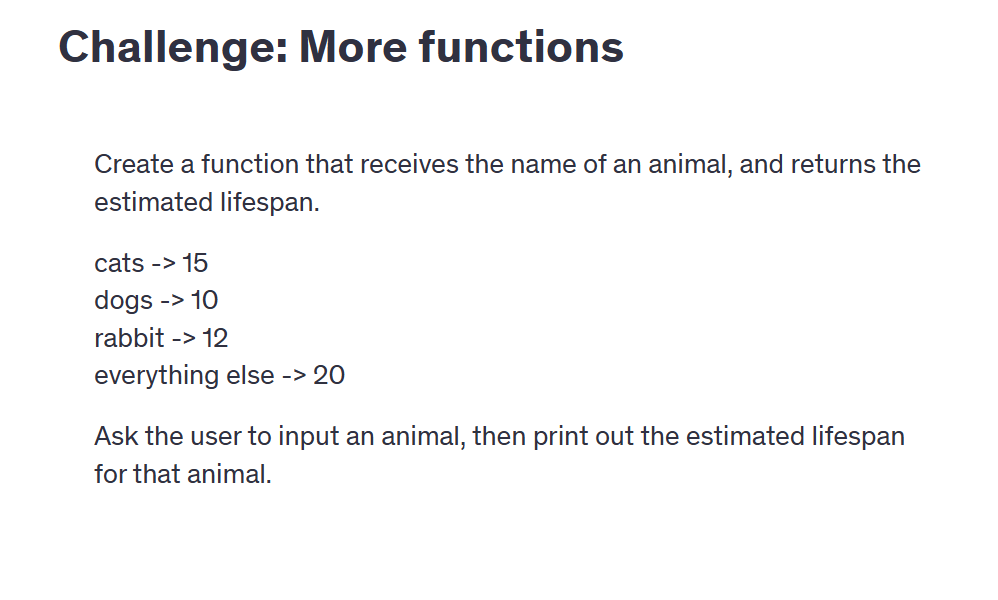 Challenge: More functions
Create a function that receives the name of an animal, and returns the
estimated lifespan.
cats -> 15
dogs -> 10
rabbit -> 12
everything else -> 20
Ask the user to input an animal, then print out the estimated lifespan
for that animal.